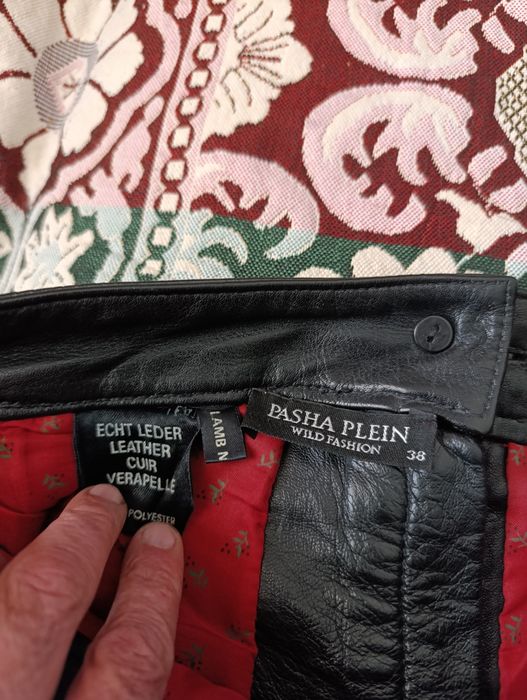 ECHT LEDER
LEATHER
CUIR
VERAPELLE
POLYESTER
LAMB N
PASHA PLEIN
WILD FASHION
38